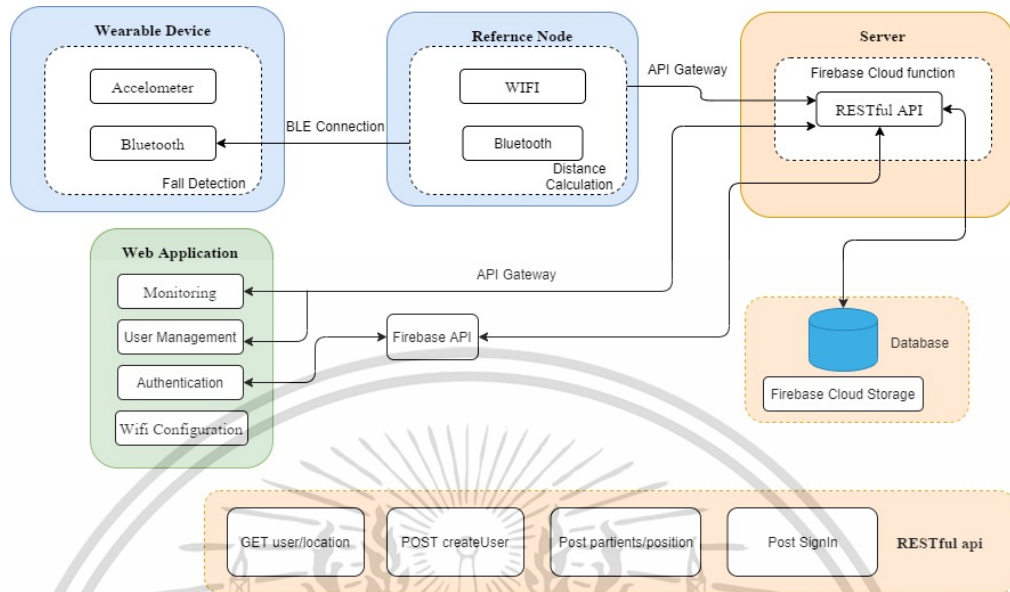 Wearable Device
Accelometer
Bluetooth
Fall Detection
BLE Connection
Refernce Node
WIFI
Bluetooth
Distance
Calculation
API Gateway
Server
Firebase Cloud function
RESTful API
Web Application
Monitoring
User Management
Authentication
Wifi Configuration
API Gateway
Firebase API
Database
Firebase Cloud Storage
GET user/location
POST createUser
Post partients/position
Post SignIn
RESTful api